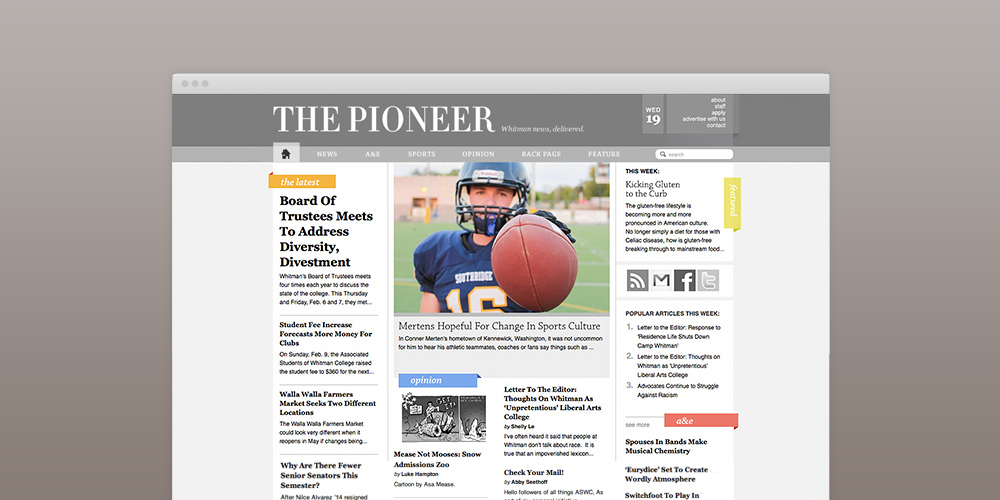 THE PIONEER
Whitman news, delivered.
WED
19
about
staff
apply
advertise with us
contact
NEWS
A&E
SPORTS
OPINION
BACK PAGE
FEATURE
search
the latest
Board Of
Trustees Meets
To Address
Diversity,
Divestment
Whitman's Board of Trustees meets
four times each year to discuss the
state of the college. This Thursday
and Friday, Feb. 6 and 7, they met...
Student Fee Increase
Forecasts More Money For
Clubs
On Sunday, Feb. 9, the Associated
Students of Whitman College raised
the student fee to $360 for the next...
Walla Walla Farmers
Market Seeks Two Different
Locations
The Walla Walla Farmers Market
could look very different when it
reopens in May if changes being...
Why Are There Fewer
Senior Senators This
Semester?
After Nice Alvarez '14 resigned
SOUTHRIDGE
16
Mertens Hopeful For Change In Sports Culture
In Conner Merten's hometown of Kennewick, Washington, it was not uncommon
for him to hear his athletic teammates, coaches or fans say things such as ...
opinion
Mease Not Mooses: Snow
Admissions Zoo
by Luke Hampton
Cartoon by Asa Mease.
Letter To The Editor:
Thoughts On Whitman As
'Unpretentious' Liberal Arts
College
by Shelly Le
I've often heard it said that people at
Whitman don't talk about race. It is
true that an impoverished lexicon...
Check Your Mail!
by Abby Seethoff
Hello followers of all things ASWC, As
THIS WEEK:
Kicking Gluten
to the Curb
The gluten-free lifestyle is
becoming more and more
pronounced in American culture.
No longer simply a diet for those with
Celiac disease, how is gluten-free
breaking through to mainstream food...
featured
POPULAR ARTICLES THIS WEEK:
1. Letter to the Editor: Response to
'Residence Life Shuts Down
Camp Whitman'
2. Letter to the Editor: Thoughts on
Whitman as 'Unpretentious'
Liberal Arts College
3. Advocates Continue to Struggle
Against Racism
see more
a&e
Spouses In Bands Make
Musical Chemistry
'Eurydice' Set To Create
Wordly Atmosphere
Switchfoot To Play In